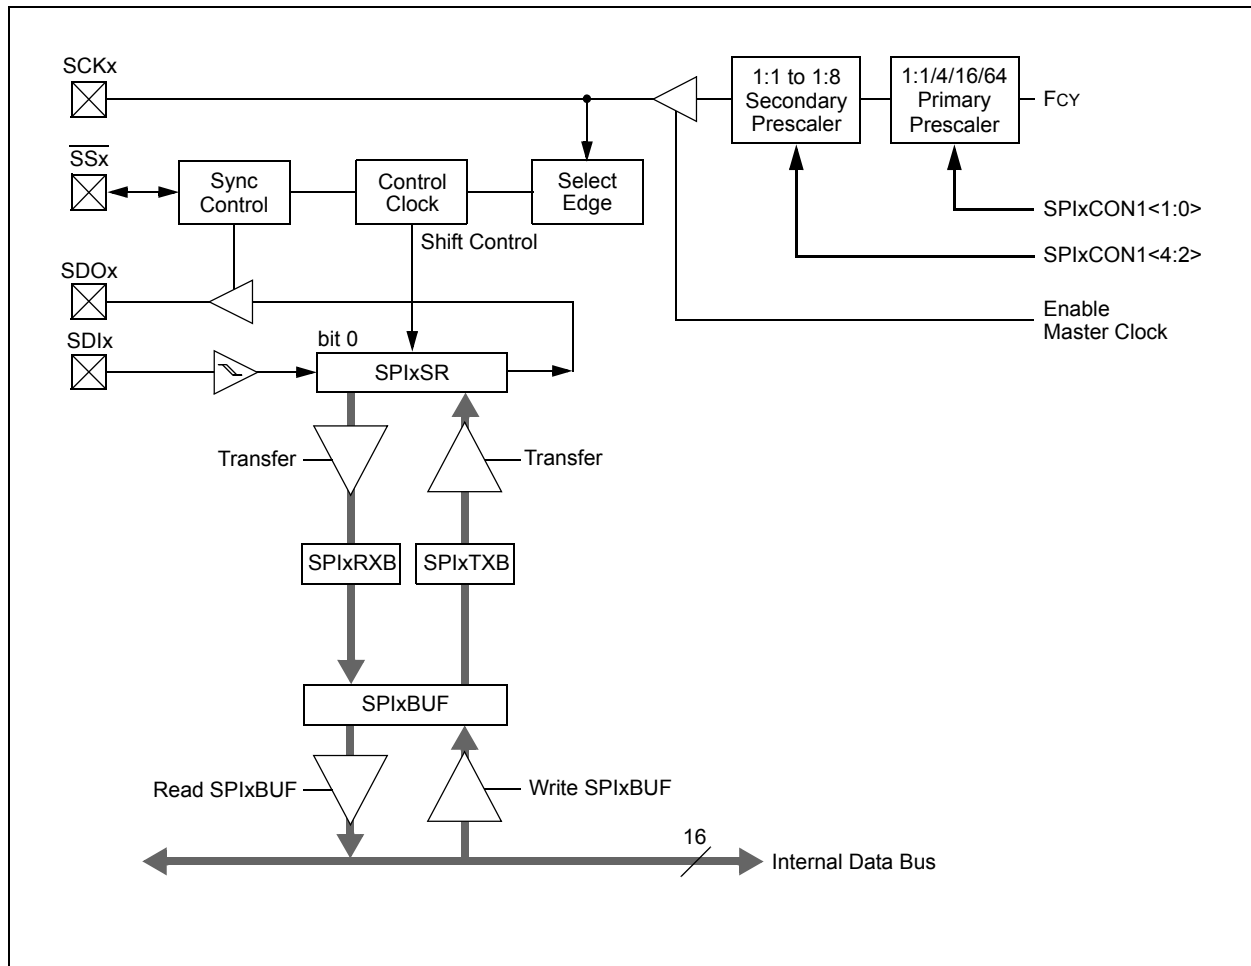 SCKx
1:1 to 1:8
Secondary
Prescaler
1:1/4/16/64
Primary
Prescaler
FCY
SSx
Sync
Control
Control
Clock
Select
Edge
SPIxCON1<1:0>
Shift Control
SPIxCON1<4:2>
SDOx
Enable
Master Clock
SDIx
bit 0
SPIxSR
Transfer
Transfer
SPIxRXB
SPIxTXB
SPIxBUF
Read SPIxBUF
Write SPIxBUF
16
Internal Data Bus